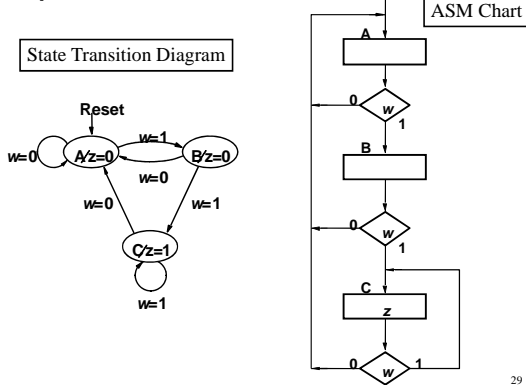 ASM Chart
State Transition Diagram
Reset
w=0
A/z=0
w=1
B/z=0
w=0
w=0
w=1
C/z=1
w=1
A
0
w
1
B
0
w
1
C
z
0
w
1
29